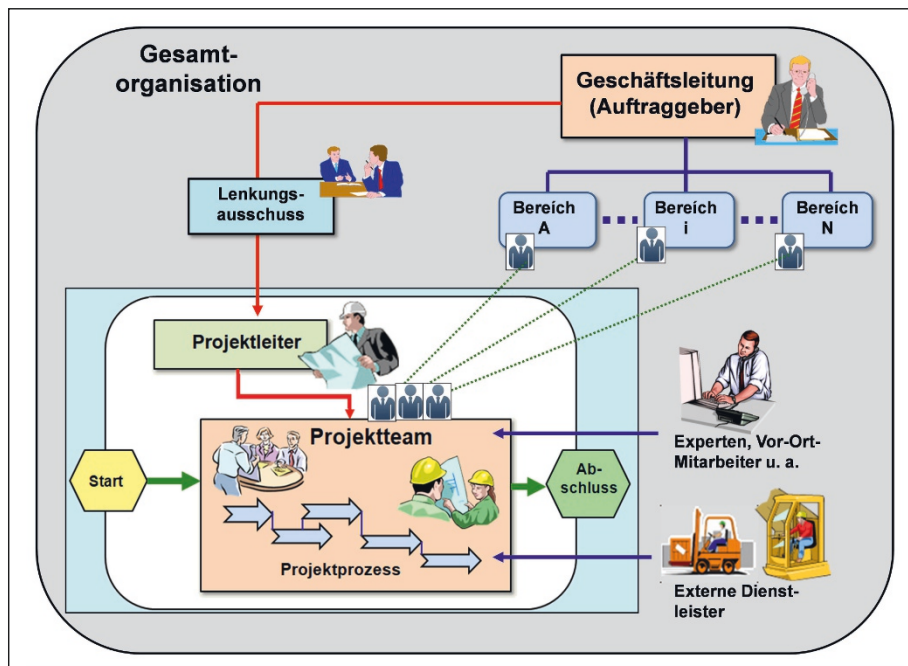 Gesamt-
organisation
Geschäftsleitung
(Auftraggeber)
Lenkungs-
ausschuss
Bereich
A
Bereich
i
Bereich
N
Projektleiter
Projektteam
Start
Ab-
schluss
Projektprozess
Experten, Vor-Ort-
Mitarbeiter u. a.
Externe Dienst-
leister